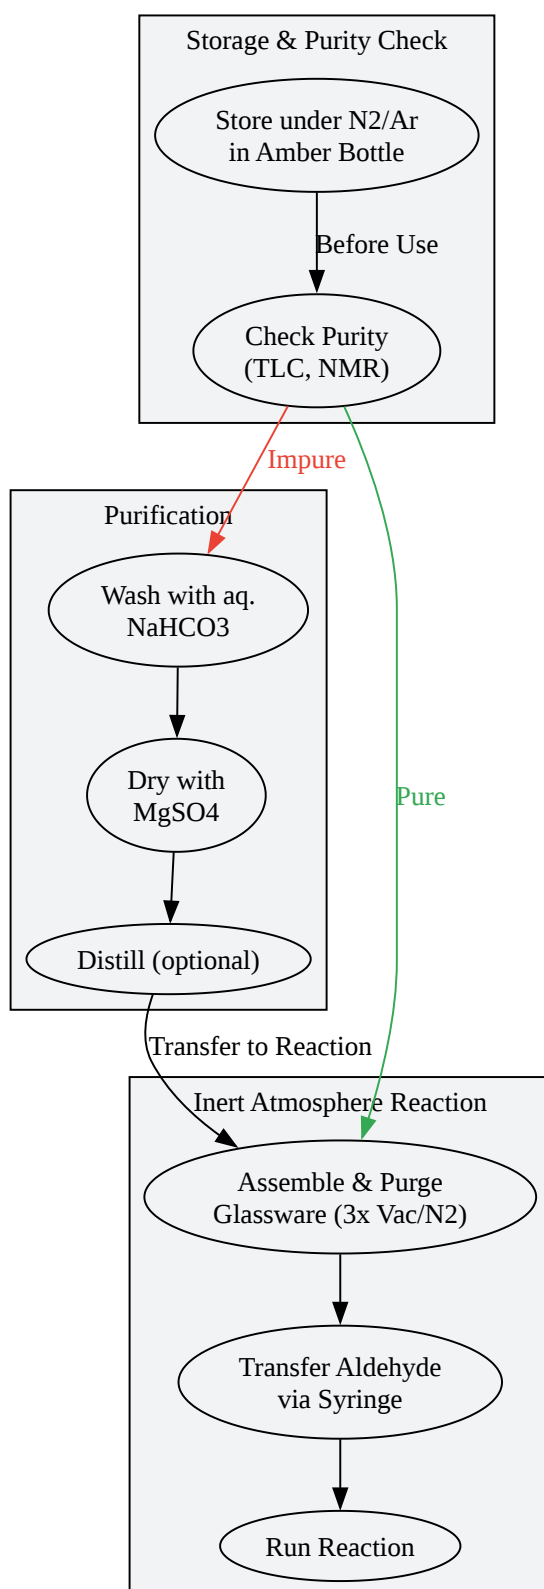 Storage & Purity Check
Store under N2/Ar
in Amber Bottle
Before Use
Check Purity
(TLC, NMR)
Impure
Purification
Wash with aq.
NaHCO3
Dry with
MgSO4
Pure
Distill (optional)
Transfer to Reaction
Inert Atmosphere Reaction
Assemble & Purge
Glassware (3x Vac/N2)
Transfer Aldehyde
via Syringe
Run Reaction